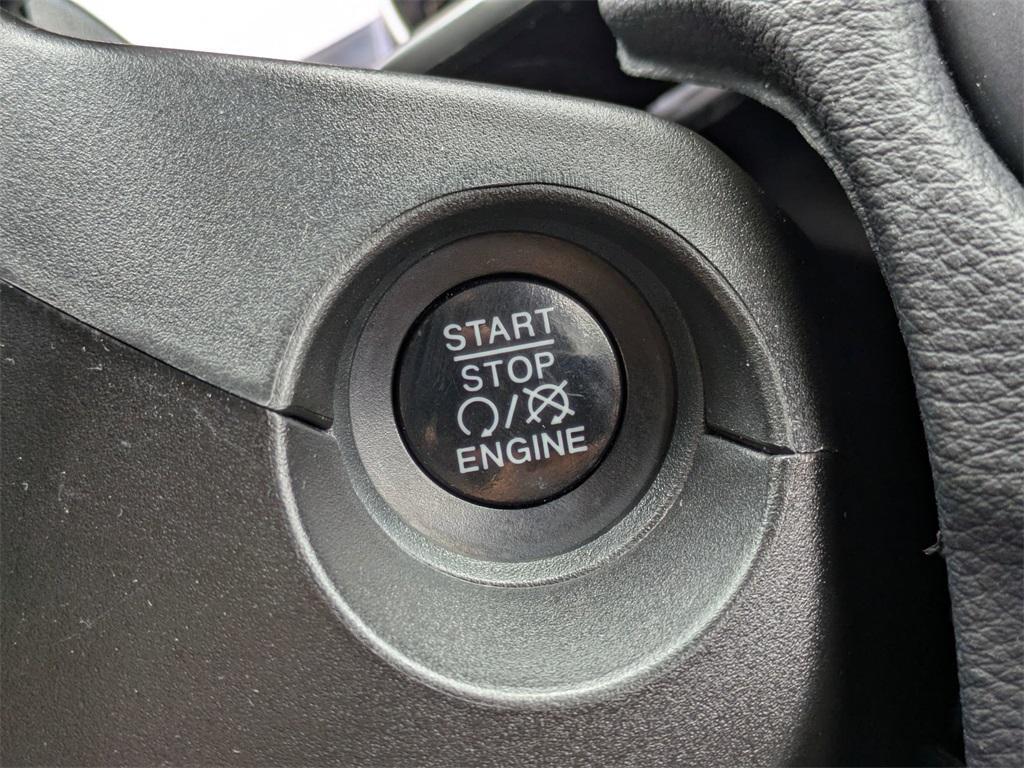 START
STOP
/
ENGINE